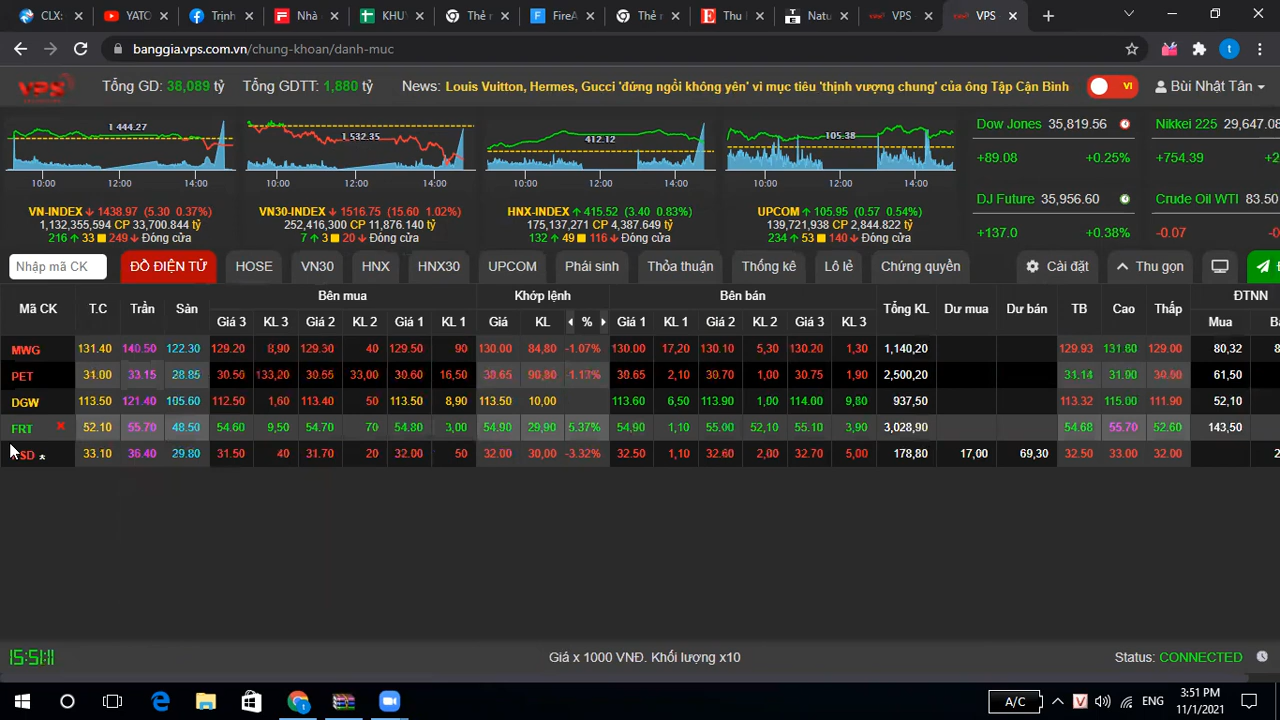 CLX:
YATO
Trịnh
Nhà
KHU
Thẻ r
FireA
Thẻ r
Thu I
Natu
VPS
VPS
banggia.vps.com.vn/chung-khoan/danh-muc
VPS
Tổng GD: 38,089 tỷ
Tổng GDTT: 1,880 tỷ
News: Louis Vuitton, Hermes, Gucci 'đứng ngồi không yên' vì mục tiêu 'thịnh vượng chung' của ông Tập Cận Bình
VI
Bùi Nhật Tân
1 444.27
1 532.35
412.12
105.38
10:00 12:00 14:00
10:00 12:00 14:00
10:00 12:00 14:00
10:00 12:00 14:00
VN-INDEX 1438.97 (5.30 0.37%)
1,132,355,594 CP 33,700.844 tỷ
216 33 249 Đóng cửa
VN30-INDEX 1516.75 (15.60 1.02%)
252,416,300 CP 11,876.140 tỷ
7 3 20 Đóng cửa
HNX-INDEX 415.52 (3.40 0.83%)
175,137,271 CP 4,387.649 tỷ
132 49 116 Đóng cửa
UPCOM 105.95 (0.57 0.54%)
139,721,938 CP 2,844.822 tỷ
234 53 140 Đóng cửa
Dow Jones 35,819.56
+89.08 +0.25%
DJ Future 35,956.60
+137.0 +0.38%
Nikkei 225 29,647.08
+754.39 +2
Crude Oil WTI 83.50
-0.07
Nhập mã CK
ĐỒ ĐIỆN TỬ
HOSE
VN30
HNX
HNX30
UPCOM
Phái sinh
Thỏa thuận
Thống kê
Lô lẻ
Chứng quyền
Cài đặt
Thu gọn
Mã CK T.C Trần Sàn Bên mua Khớp lệnh Bên bán Tổng KL Dư mua Dư bán TB Cao Thấp ĐTNN
Giá 3 KL 3 Giá 2 KL 2 Giá 1 KL 1 Giá KL % Giá 1 KL 1 Giá 2 KL 2 Giá 3 KL 3 Mua
MWG 131.40 140.50 122.30 129.20 8,90 129.30 40 129.50 90 130.00 84,80 -1.07% 130.00 17,20 130.10 5,30 130.20 1,30 1,140,20 129.93 131.80 129.00 80,32
PET 31.00 33.15 28.85 30.50 133,20 30.55 33,00 30.60 16,50 30.65 90,80 -1.13% 30.65 2,10 30.70 1,00 30.75 1,90 2,500,20 31.14 31.90 61,50
DGW 113.50 121.40 105.60 112.50 1,60 113.40 50 113.50 8,90 113.50 10,00 113.60 6,50 113.90 1,00 114.00 9,80 937,50 113.32 115.00 111.90 52,10
FRT 52.10 55.70 48.50 54.60 9,50 54.70 70 54.80 3,00 54.90 29,90 5.37% 54.90 1,10 55.00 2,00 55.10 3,90 3,028,90 54.68 55.70 52.60 143,50
33.10 36.40 29.80 31.50 40 31.90 20 32.00 50 32.00 30,00 -3.32% 32.50 1,10 32.60 2,00 32.70 5,00 178,80 17,00 69,30 32.50 33.00 32.00
15:51:11
Giá x 1000 VNĐ. Khối lượng x10
Status: CONNECTED
A/C
V
ENG
3:51 PM
11/1/2021